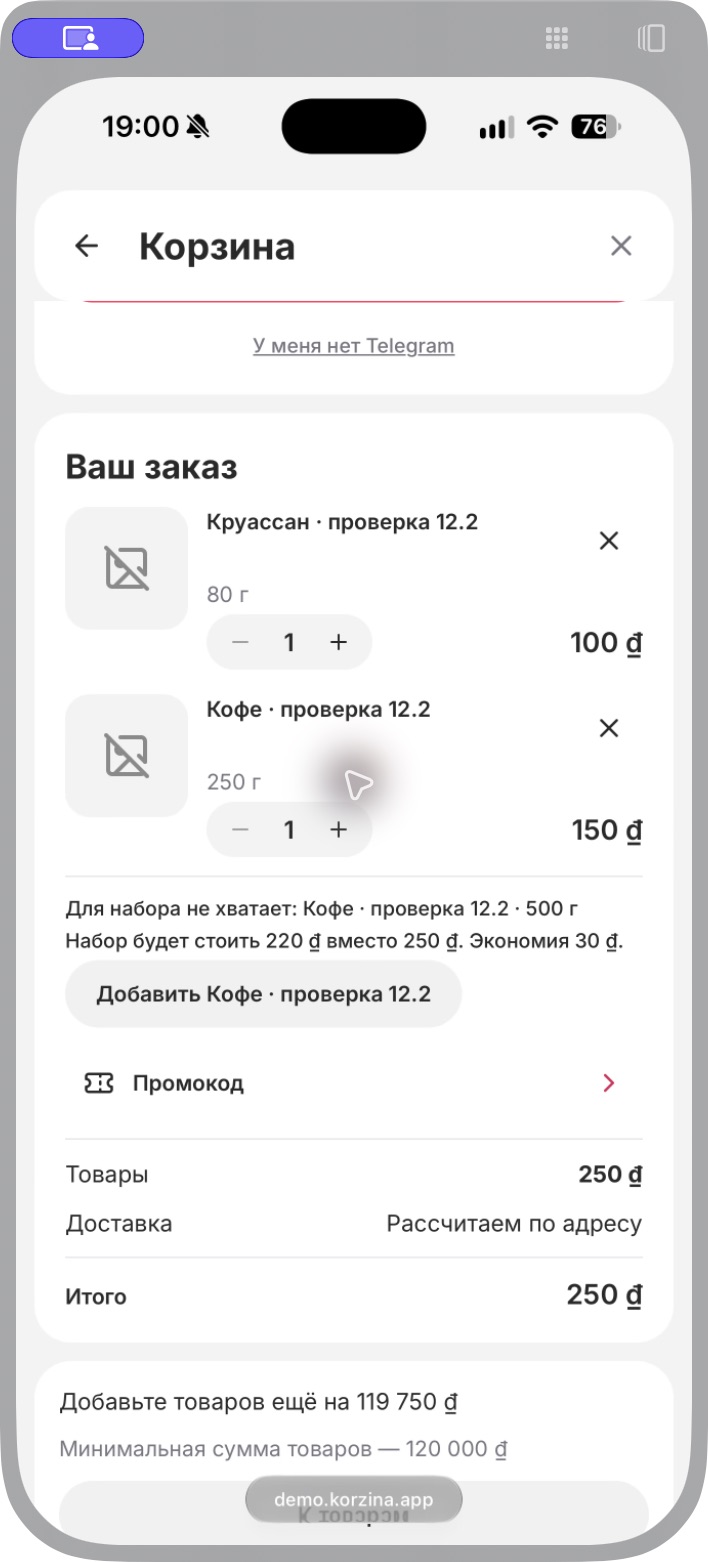 19:00
76
Корзина
У меня нет Telegram
Ваш заказ
Круассан · проверка 12.2
80 г
1
100 ₫
Кофе · проверка 12.2
250 г
1
150 ₫
Для набора не хватает: Кофе · проверка 12.2 · 500 г
Набор будет стоить 220 ₫ вместо 250 ₫. Экономия 30 ₫.
Добавить Кофе · проверка 12.2
Промокод
Товары 250 ₫
Доставка Рассчитаем по адресу
Итого 250 ₫
Добавьте товаров ещё на 119 750 ₫
Минимальная сумма товаров — 120 000 ₫
demo.korzina.app